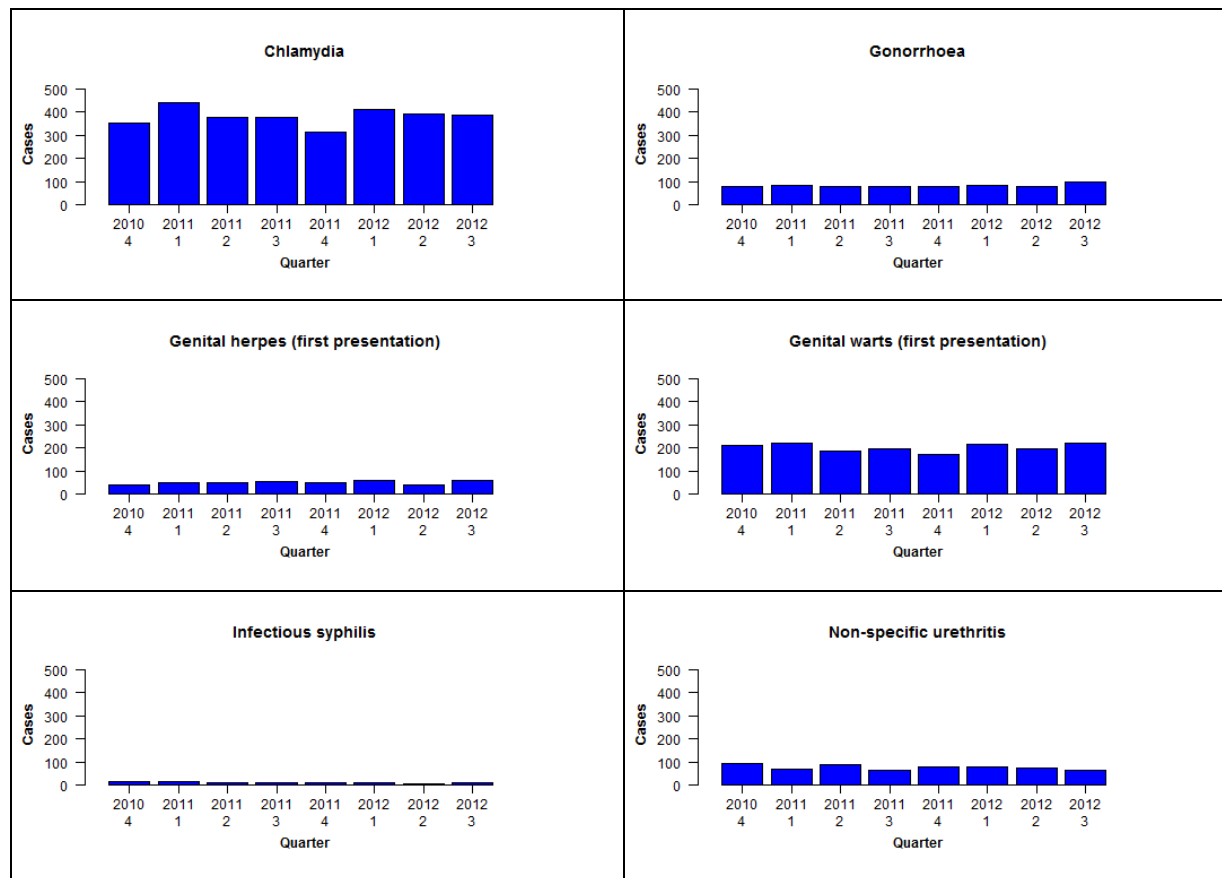 Chlamydia
500
400
300
200
100
0
Cases
2010 2011 2011 2011 2011 2012 2012 2012
4 1 2 3 4 1 2 3
Quarter
Gonorrhoea
500
400
300
200
100
0
Cases
2010 2011 2011 2011 2011 2012 2012 2012
4 1 2 3 4 1 2 3
Quarter
Genital herpes (first presentation)
500
400
300
200
100
0
Cases
2010 2011 2011 2011 2011 2012 2012 2012
4 1 2 3 4 1 2 3
Quarter
Genital warts (first presentation)
500
400
300
200
100
0
Cases
2010 2011 2011 2011 2011 2012 2012 2012
4 1 2 3 4 1 2 3
Quarter
Infectious syphilis
500
400
300
200
100
0
Cases
2010 2011 2011 2011 2011 2012 2012 2012
4 1 2 3 4 1 2 3
Quarter
Non-specific urethritis
500
400
300
200
100
0
Cases
2010 2011 2011 2011 2011 2012 2012 2012
4 1 2 3 4 1 2 3
Quarter